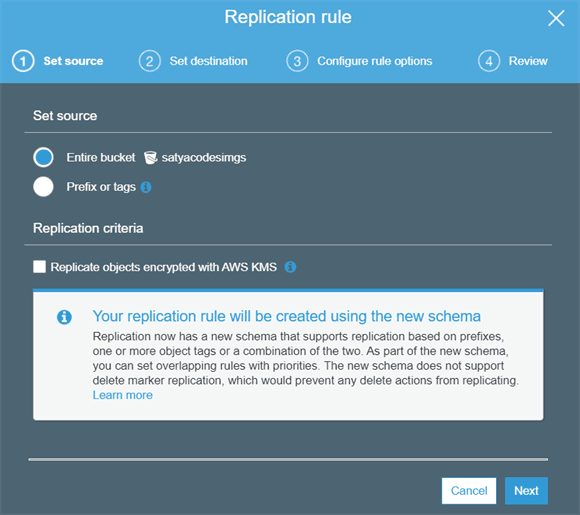 Replication rule
1 Set source 2 Set destination 3 Configure rule options 4 Review
Set source
Entire bucket satyacodesimgs
Prefix or tags
Replication criteria
Replicate objects encrypted with AWS KMS
Your replication rule will be created using the new schema
Replication now has a new schema that supports replication based on prefixes,
one or more object tags or a combination of the two. As part of the new schema,
you can set overlapping rules with priorities. The new schema does not support
delete marker replication, which would prevent any delete actions from replicating.
Learn more
Cancel Next